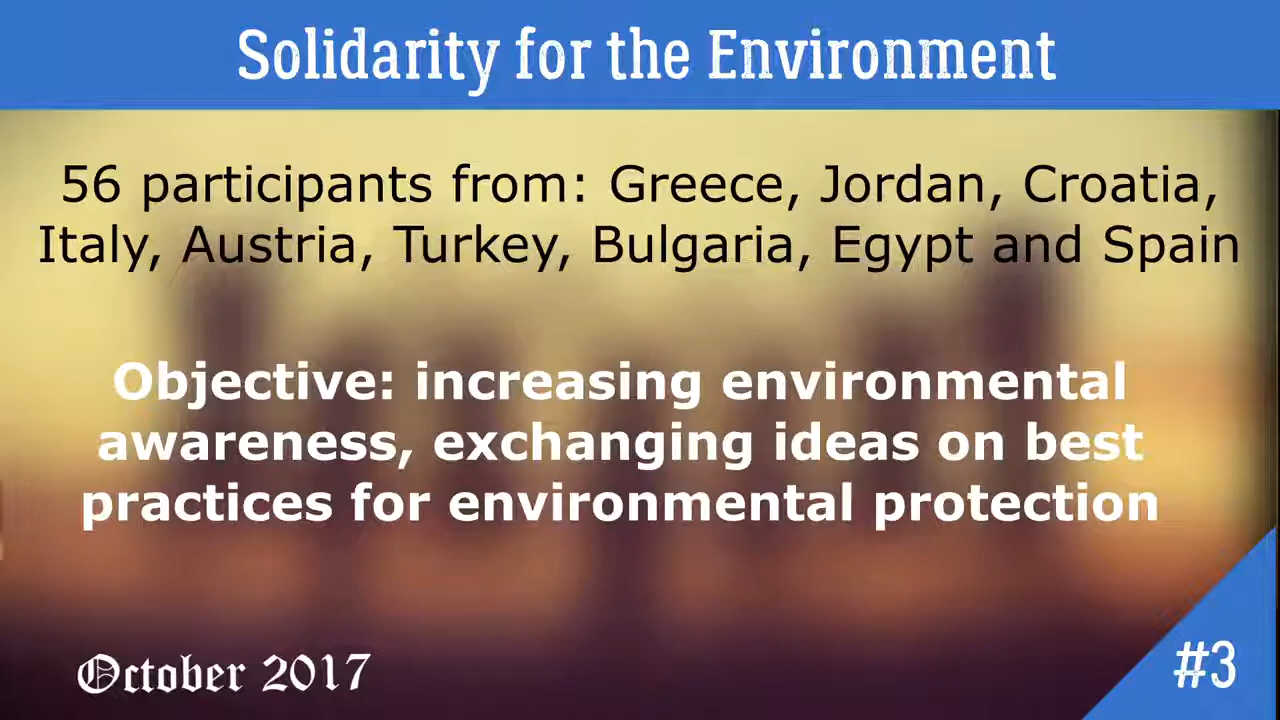 Solidarity for the Environment
56 participants from: Greece, Jordan, Croatia,
Italy, Austria, Turkey, Bulgaria, Egypt and Spain
Objective: increasing environmental
awareness, exchanging ideas on best
practices for environmental protection
October 2017
#3